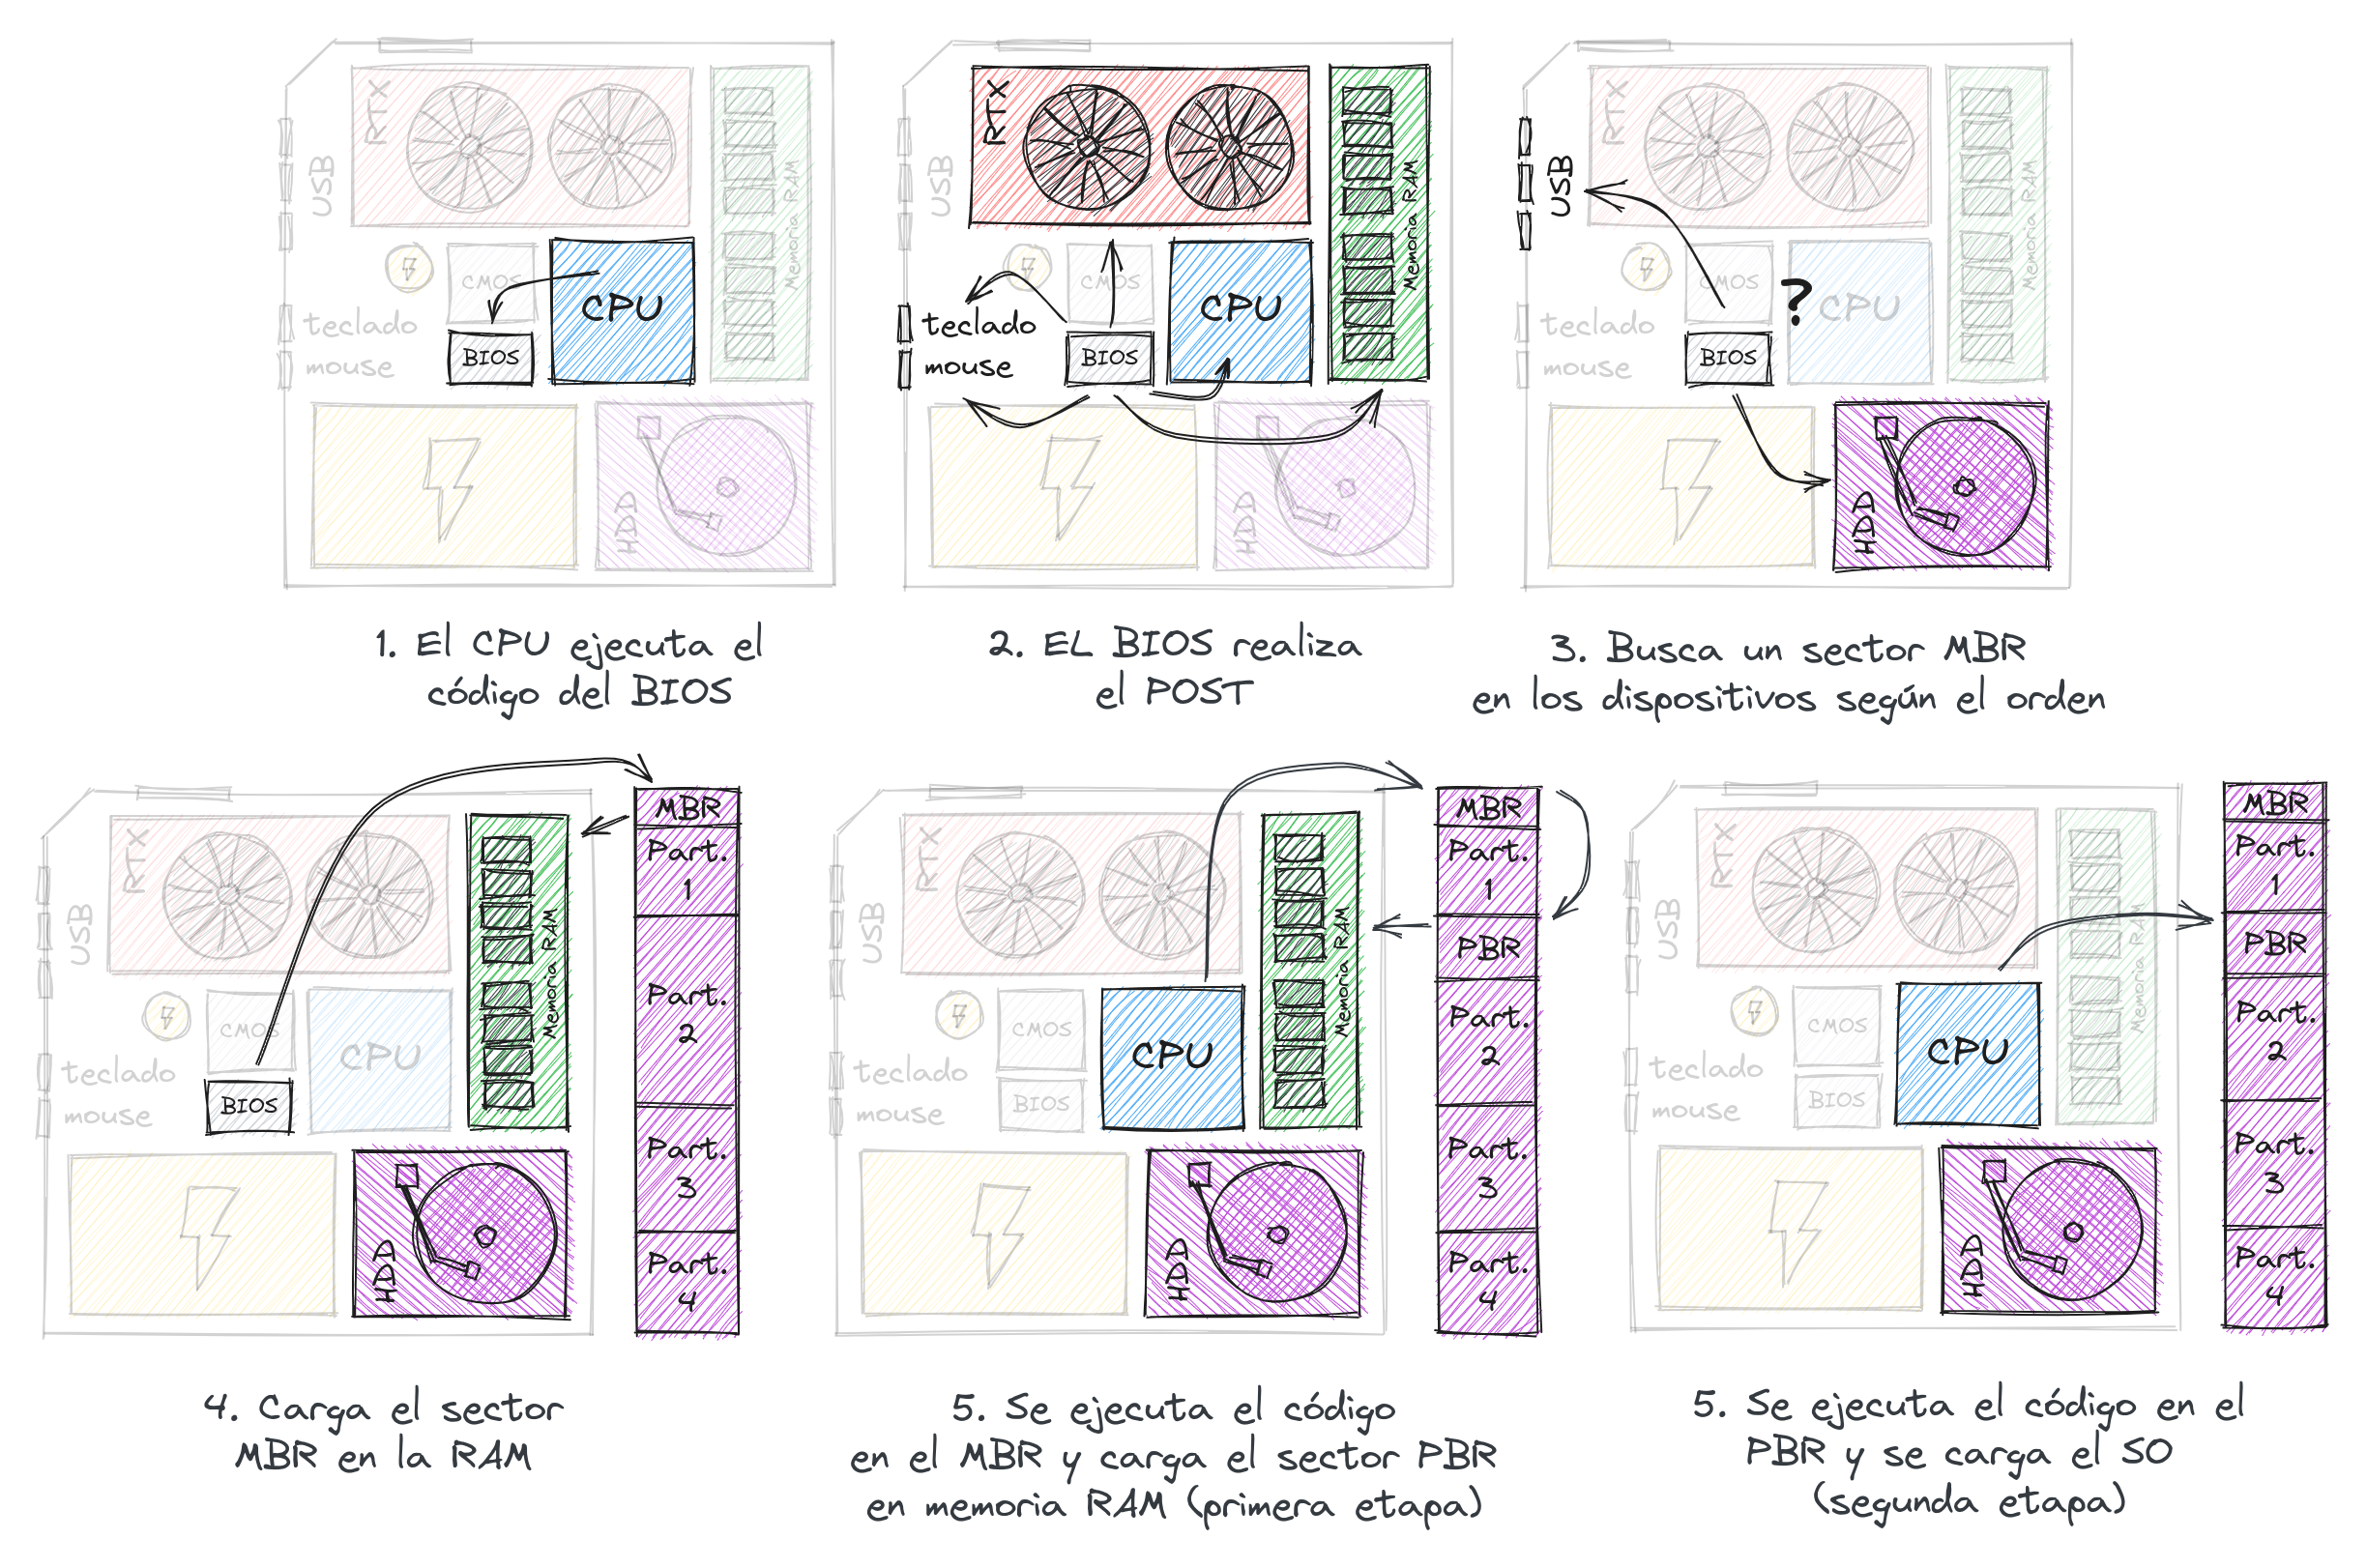 RTX
USB
Memoria RAM
CMOS
CPU
teclado
BIOS
mouse
HDD
1. El CPU ejecuta el
código del BIOS
RTX
USB
Memoria RAM
CMOS
CPU
teclado
BIOS
mouse
HDD
2. EL BIOS realiza
el POST
RTX
USB
Memoria RAM
CMOS
?
CPU
teclado
BIOS
mouse
HDD
3. Busca un sector MBR
en los dispositivos según el orden
RTX
USB
Memoria RAM
CMOS
CPU
teclado
BIOS
mouse
HDD
MBR
Part.
1
Part.
2
Part.
3
Part.
4
4. Carga el sector
MBR en la RAM
RTX
USB
Memoria RAM
CMOS
CPU
teclado
BIOS
mouse
HDD
MBR
Part.
1
PBR
Part.
2
Part.
3
Part.
4
5. Se ejecuta el código
en el MBR y carga el sector PBR
en memoria RAM (primera etapa)
RTX
USB
Memoria RAM
CMOS
CPU
teclado
BIOS
mouse
HDD
MBR
Part.
1
PBR
Part.
2
Part.
3
Part.
4
5. Se ejecuta el código en el
PBR y se carga el SO
(segunda etapa)